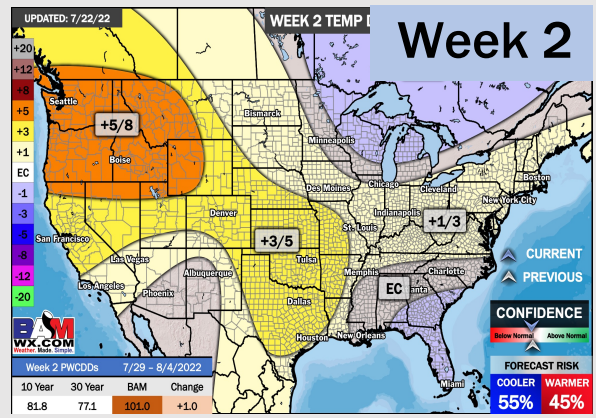 UPDATED: 7/22/22
WEEK 2 TEMP D
Week 2
+20
+12
+8
+5
+3
+1
EC
-1
-3
-5
-8
-12
-20
Seattle
+5/8
Boise
Bismarck
Minneapolis
Des Moines
Chicago
Cleveland
Boston
New York City
Denver
Indianapolis
St. Louis
+1/3
San Francisco
+3/5
Las Vegas
Tulsa
Albuquerque
Memphis
Charlotte
Los Angeles
Phoenix
EC
anta
Dallas
Houston
New Orleans
Miami
CURRENT
PREVIOUS
CONFIDENCE
Below Normal
Above Normal
BAM
WX.COM
Weather. Made. Simple.
Week 2 PWCDDs 7/29 – 8/4/2022
10 Year 30 Year BAM Change
81.8 77.1 101.0 +1.0
FORECAST RISK
COOLER WARMER
55% 45%